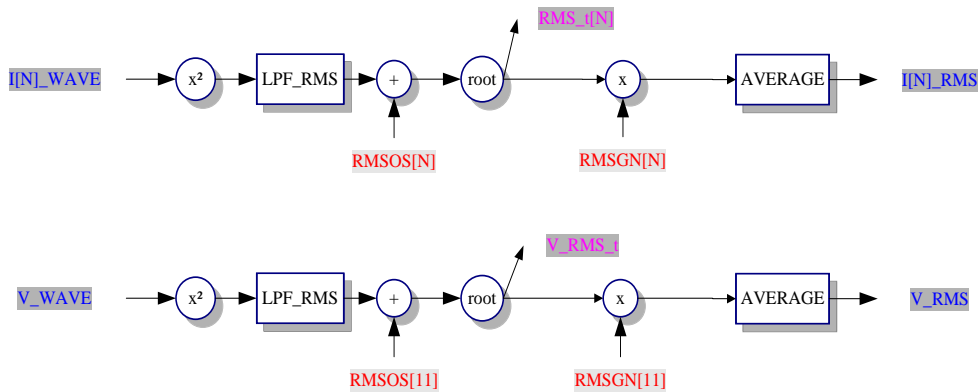 RMS_t[N]
I[N]_WAVE x² LPF_RMS + root x AVERAGE I[N]_RMS
RMSOS[N] RMSGN[N]
V_RMS_t
V_WAVE x² LPF_RMS + root x AVERAGE V_RMS
RMSOS[11] RMSGN[11]